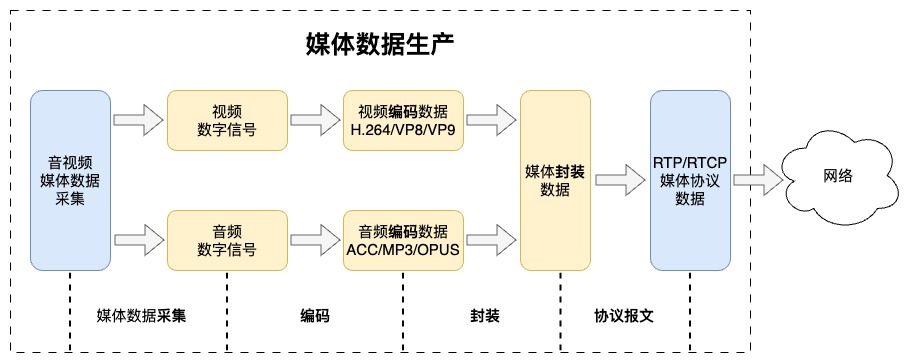 媒体数据生产
音视频
媒体数据
采集
视频
数字信号
视频编码数据
H.264/VP8/VP9
音频
数字信号
音频编码数据
ACC/MP3/OPUS
媒体封装
数据
RTP/RTCP
媒体协议
数据
网络
媒体数据采集
编码
封装
协议报文